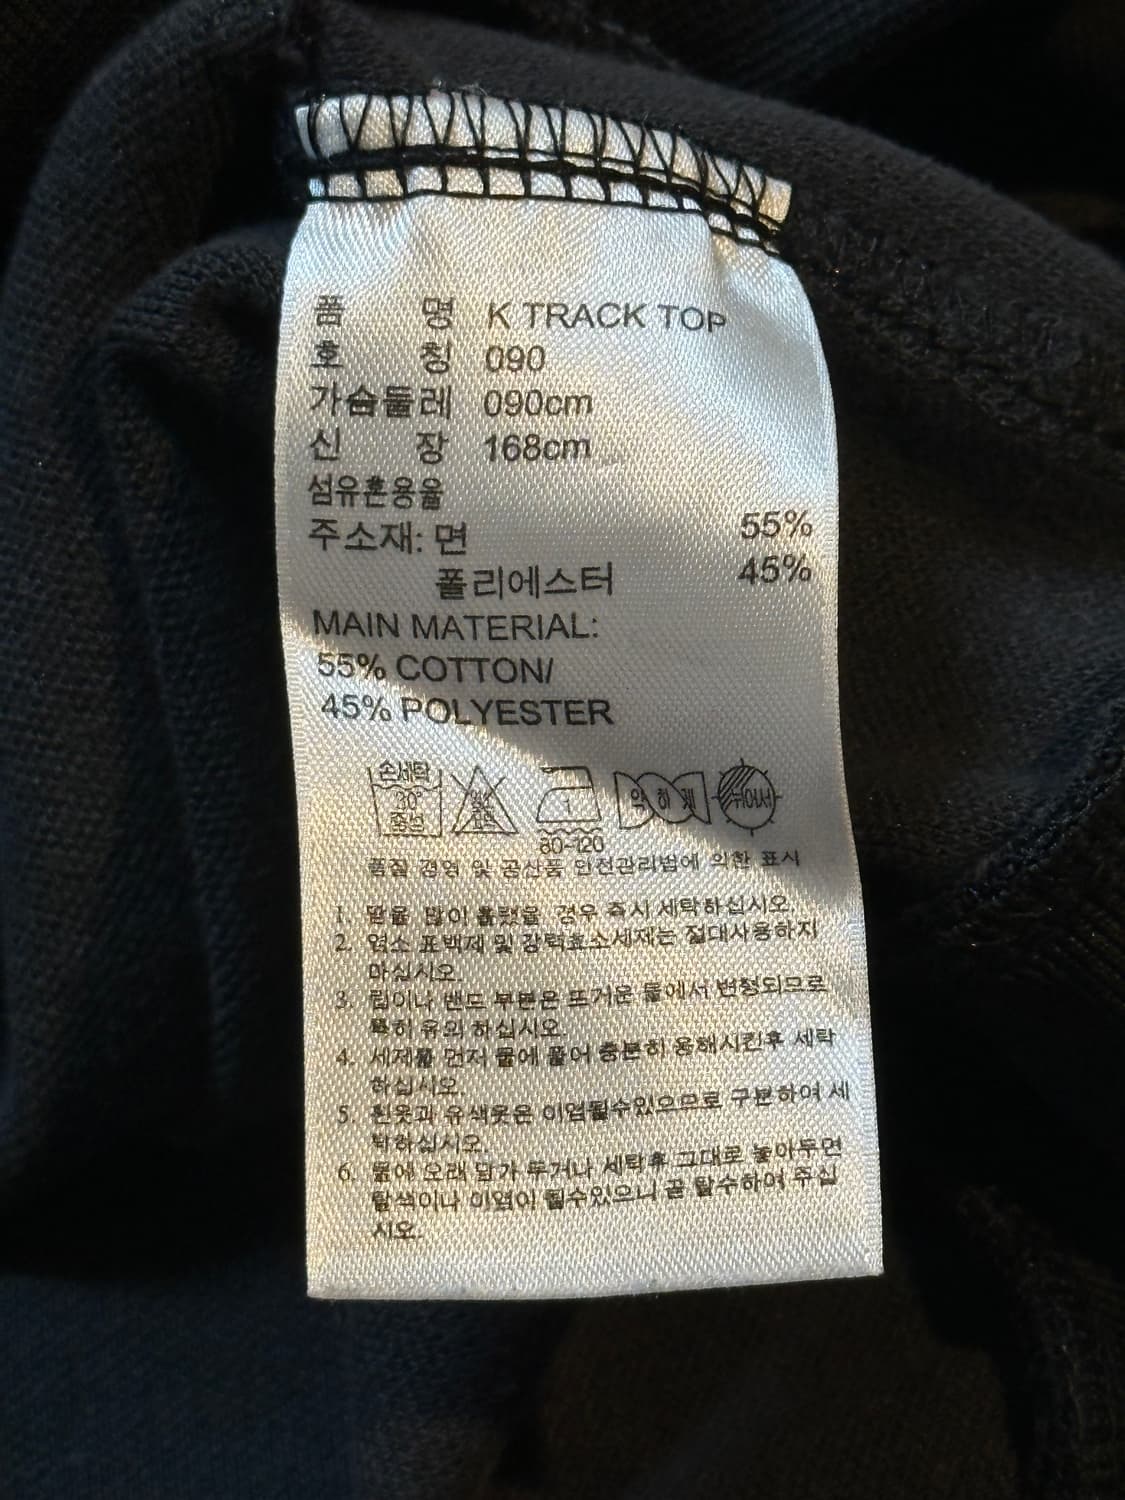 품 명 K TRACK TOP
호 칭 090
가슴둘레 090cm
신 장 168cm
섬유혼용율
주소재: 면 55%
폴리에스터 45%
MAIN MATERIAL:
55% COTTON/
45% POLYESTER
손세탁 30° 중성 염소 표백 1 80~120 약하게 뉘어서
품질 경영 및 공산품 안전관리법에 의한 표시
1. 땀을 많이 흘렸을 경우 즉시 세탁하십시오
2. 염소 표백제 및 강력효소세제는 절대사용하지
마십시오
3. 립이나 밴드 부분은 뜨거운 물에서 변형되므로
특히 유의 하십시오.
4. 세제를 먼저 물에 풀어 충분히 용해시킨후 세탁
하십시오.
5. 흰옷과 유색옷은 이염될수있으므로 구분하여 세
탁하십시오.
6. 물에 오래 담가 두거나 세탁후 그대로 놓아두면
탈색이나 이염이 될수있으니 곧 탈수하여 주십
시오.